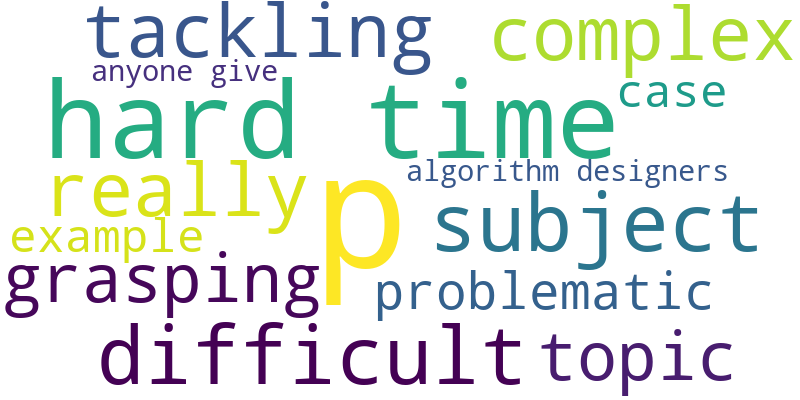 tackling complex
anyone give
hard time case
really p algorithm designers
example subject
grasping problematic
difficult topic